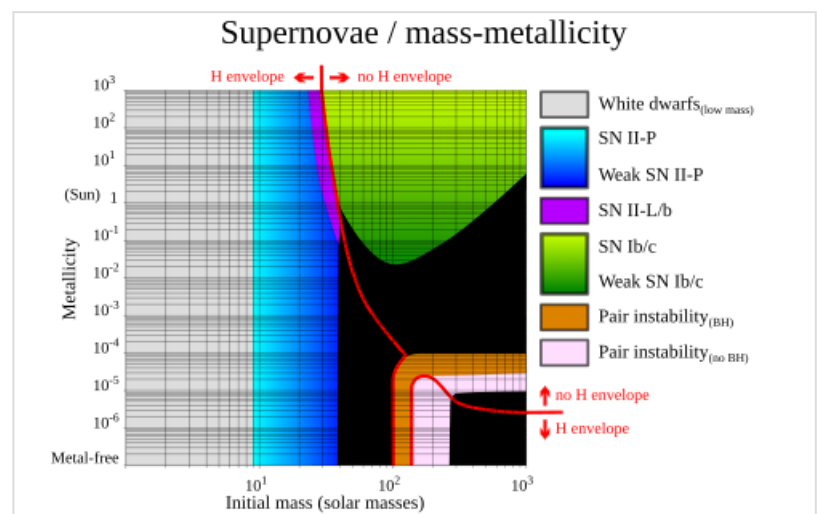 Supernovae / mass-metallicity
H envelope ← → no H envelope
10³
10²
10¹
(Sun) 1
10⁻¹
10⁻²
10⁻³
10⁻⁴
10⁻⁵
10⁻⁶
Metal-free
Metallicity
10¹ 10² 10³
Initial mass (solar masses)
White dwarfs(low mass)
SN II-P
Weak SN II-P
SN II-L/b
SN Ib/c
Weak SN Ib/c
Pair instability(BH)
Pair instability(no BH)
↑ no H envelope
↓ H envelope